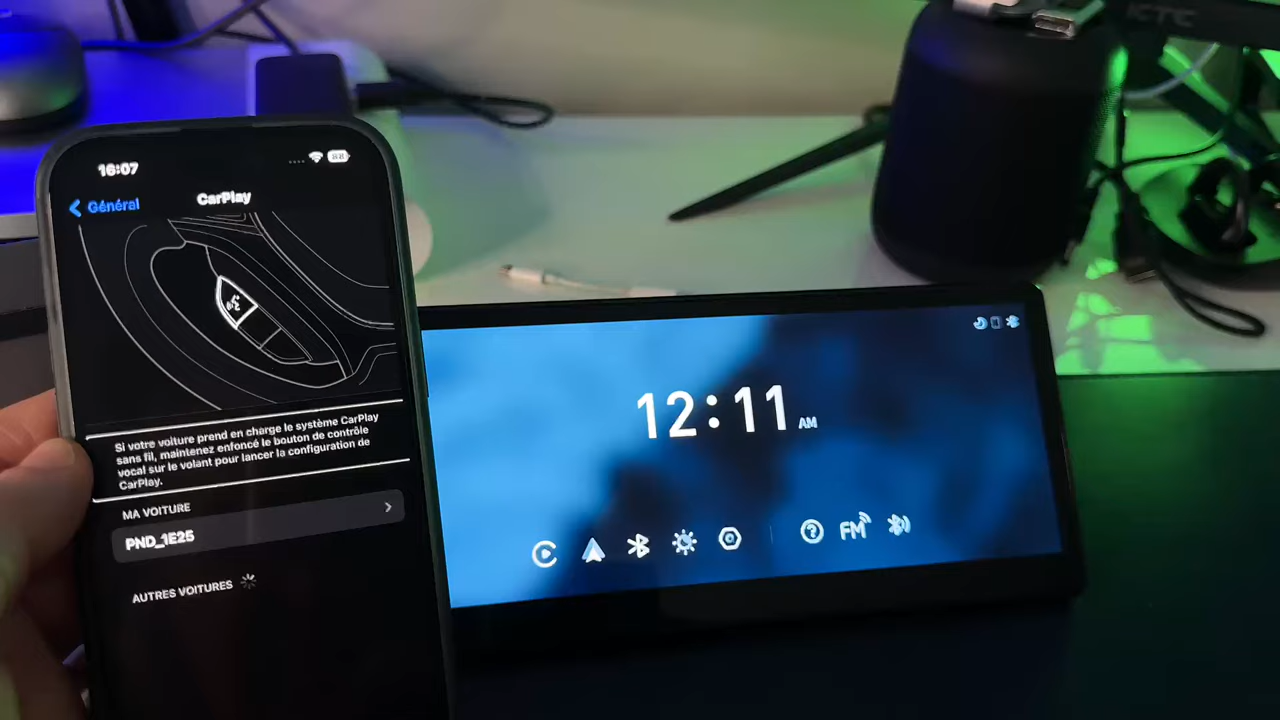 16:07
88
Général
CarPlay
Si votre voiture prend en charge le système CarPlay
sans fil, maintenez enfoncé le bouton de contrôle
vocal sur le volant pour lancer la configuration de
CarPlay.
MA VOITURE
PND_1E25
AUTRES VOITURES
12:11 AM
FM
KTC